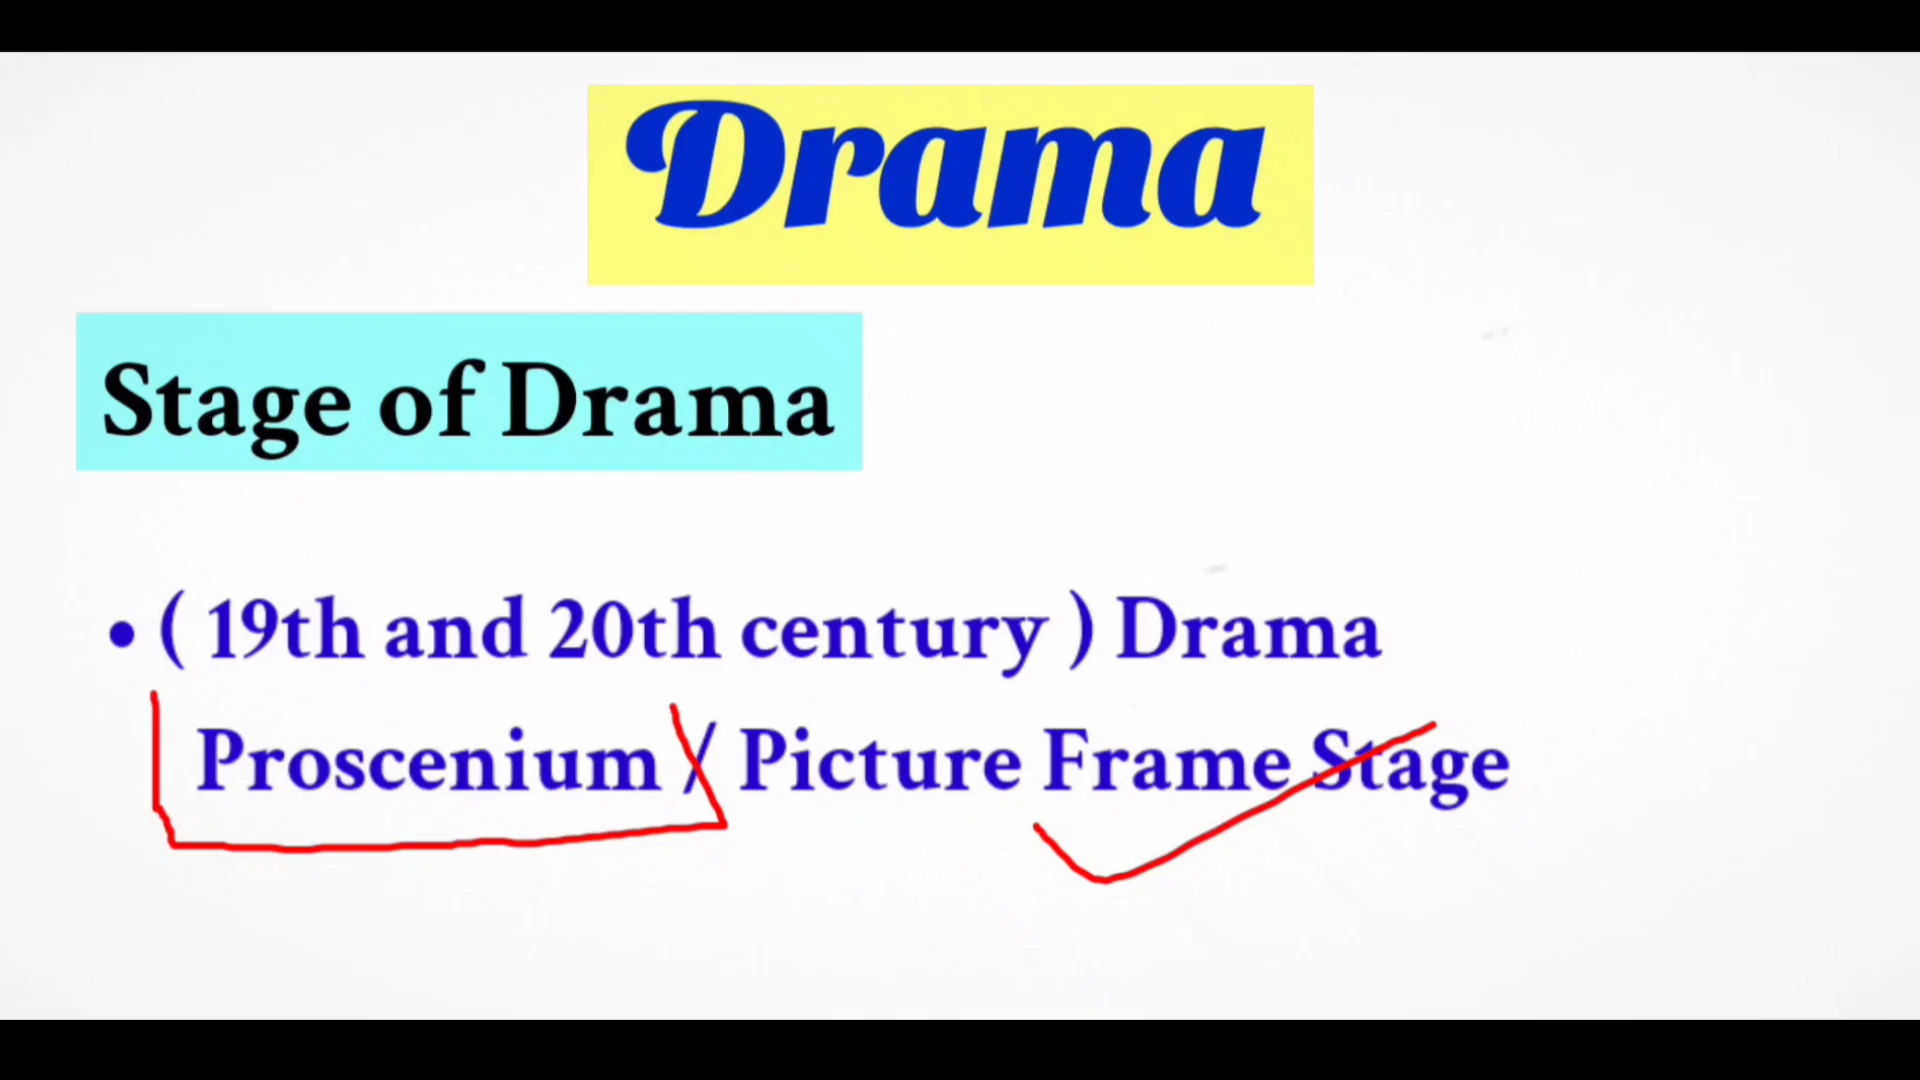 Drama
Stage of Drama
• ( 19th and 20th century ) Drama
Proscenium / Picture Frame Stage